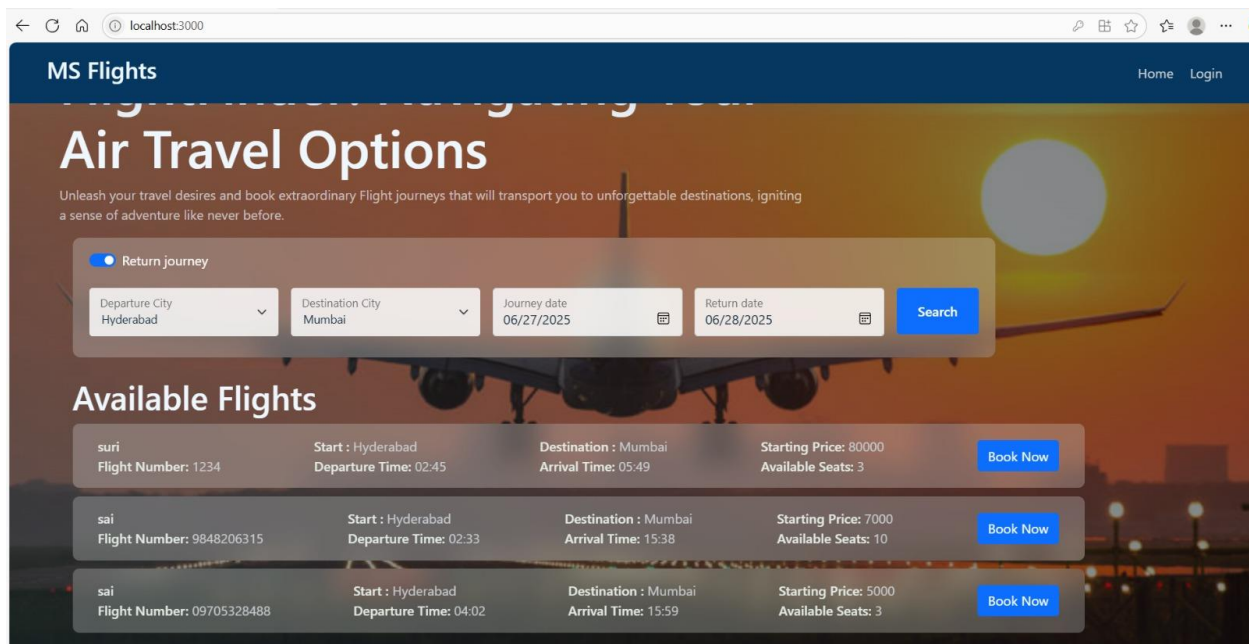 localhost:3000
MS Flights
Home Login
Air Travel Options
Unleash your travel desires and book extraordinary Flight journeys that will transport you to unforgettable destinations, igniting
a sense of adventure like never before.
Return journey
Departure City
Hyderabad
Destination City
Mumbai
Journey date
06/27/2025
Return date
06/28/2025
Search
Available Flights
suri
Flight Number: 1234
Start : Hyderabad
Departure Time: 02:45
Destination : Mumbai
Arrival Time: 05:49
Starting Price: 80000
Available Seats: 3
Book Now
sai
Flight Number: 9848206315
Start : Hyderabad
Departure Time: 02:33
Destination : Mumbai
Arrival Time: 15:38
Starting Price: 7000
Available Seats: 10
Book Now
sai
Flight Number: 09705328488
Start : Hyderabad
Departure Time: 04:02
Destination : Mumbai
Arrival Time: 15:59
Starting Price: 5000
Available Seats: 3
Book Now